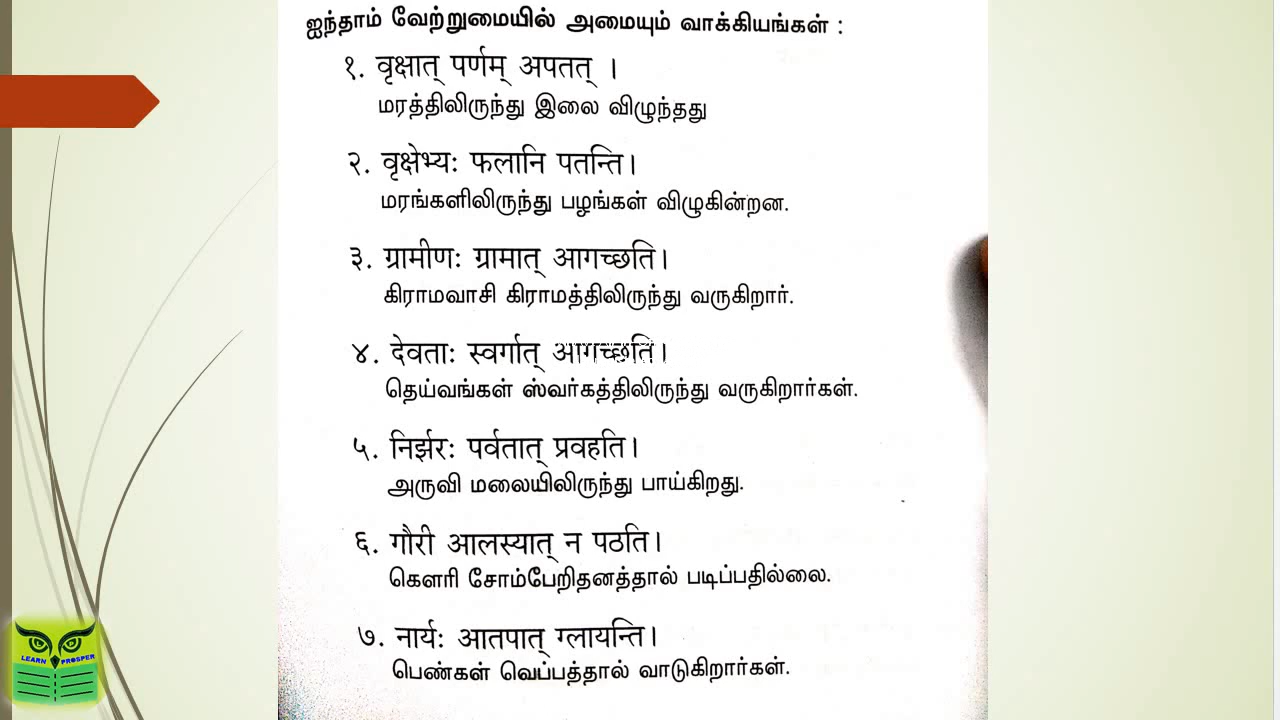 ஐந்தாம் வேற்றுமையில் அமையும் வாக்கியங்கள் :
१. वृक्षात् पर्णम् अपतत् ।
மரத்திலிருந்து இலை விழுந்தது
२. वृक्षेभ्यः फलानि पतन्ति।
மரங்களிலிருந்து பழங்கள் விழுகின்றன.
३. ग्रामीणः ग्रामात् आगच्छति।
கிராமவாசி கிராமத்திலிருந்து வருகிறார்.
४. देवताः स्वर्गात् आगच्छति।
தெய்வங்கள் ஸ்வர்கத்திலிருந்து வருகிறார்கள்.
५. निर्झरः पर्वतात् प्रवहति।
அருவி மலையிலிருந்து பாய்கிறது.
६. गौरी आलस्यात् न पठति।
கௌரி சோம்பேறிதனத்தால் படிப்பதில்லை.
७. नार्यः आतपात् ग्लायन्ति।
பெண்கள் வெப்பத்தால் வாடுகிறார்கள்.
LEARN PROSPER